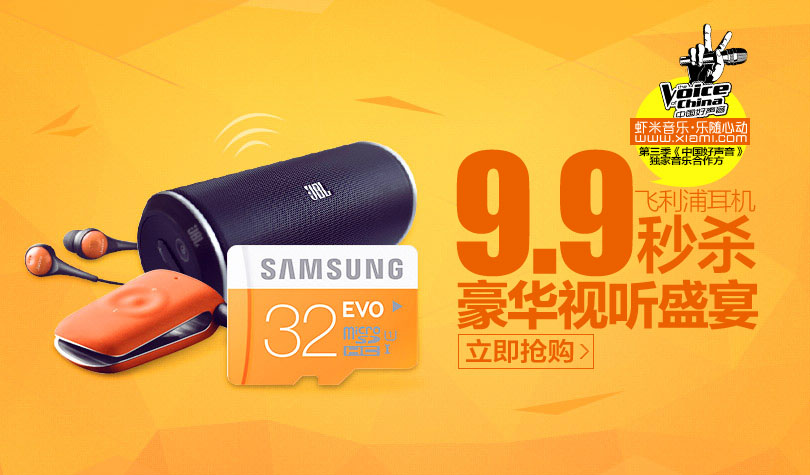 the
Voice
of China
中国好声音
虾米音乐·乐随心动
www.xiami.com
第三季《中国好声音》
独家音乐合作方
9.9
飞利浦耳机
秒杀
豪华视听盛宴
立即抢购>
JBL
JBL
SAMSUNG
32 EVO
micro
SD
HC I